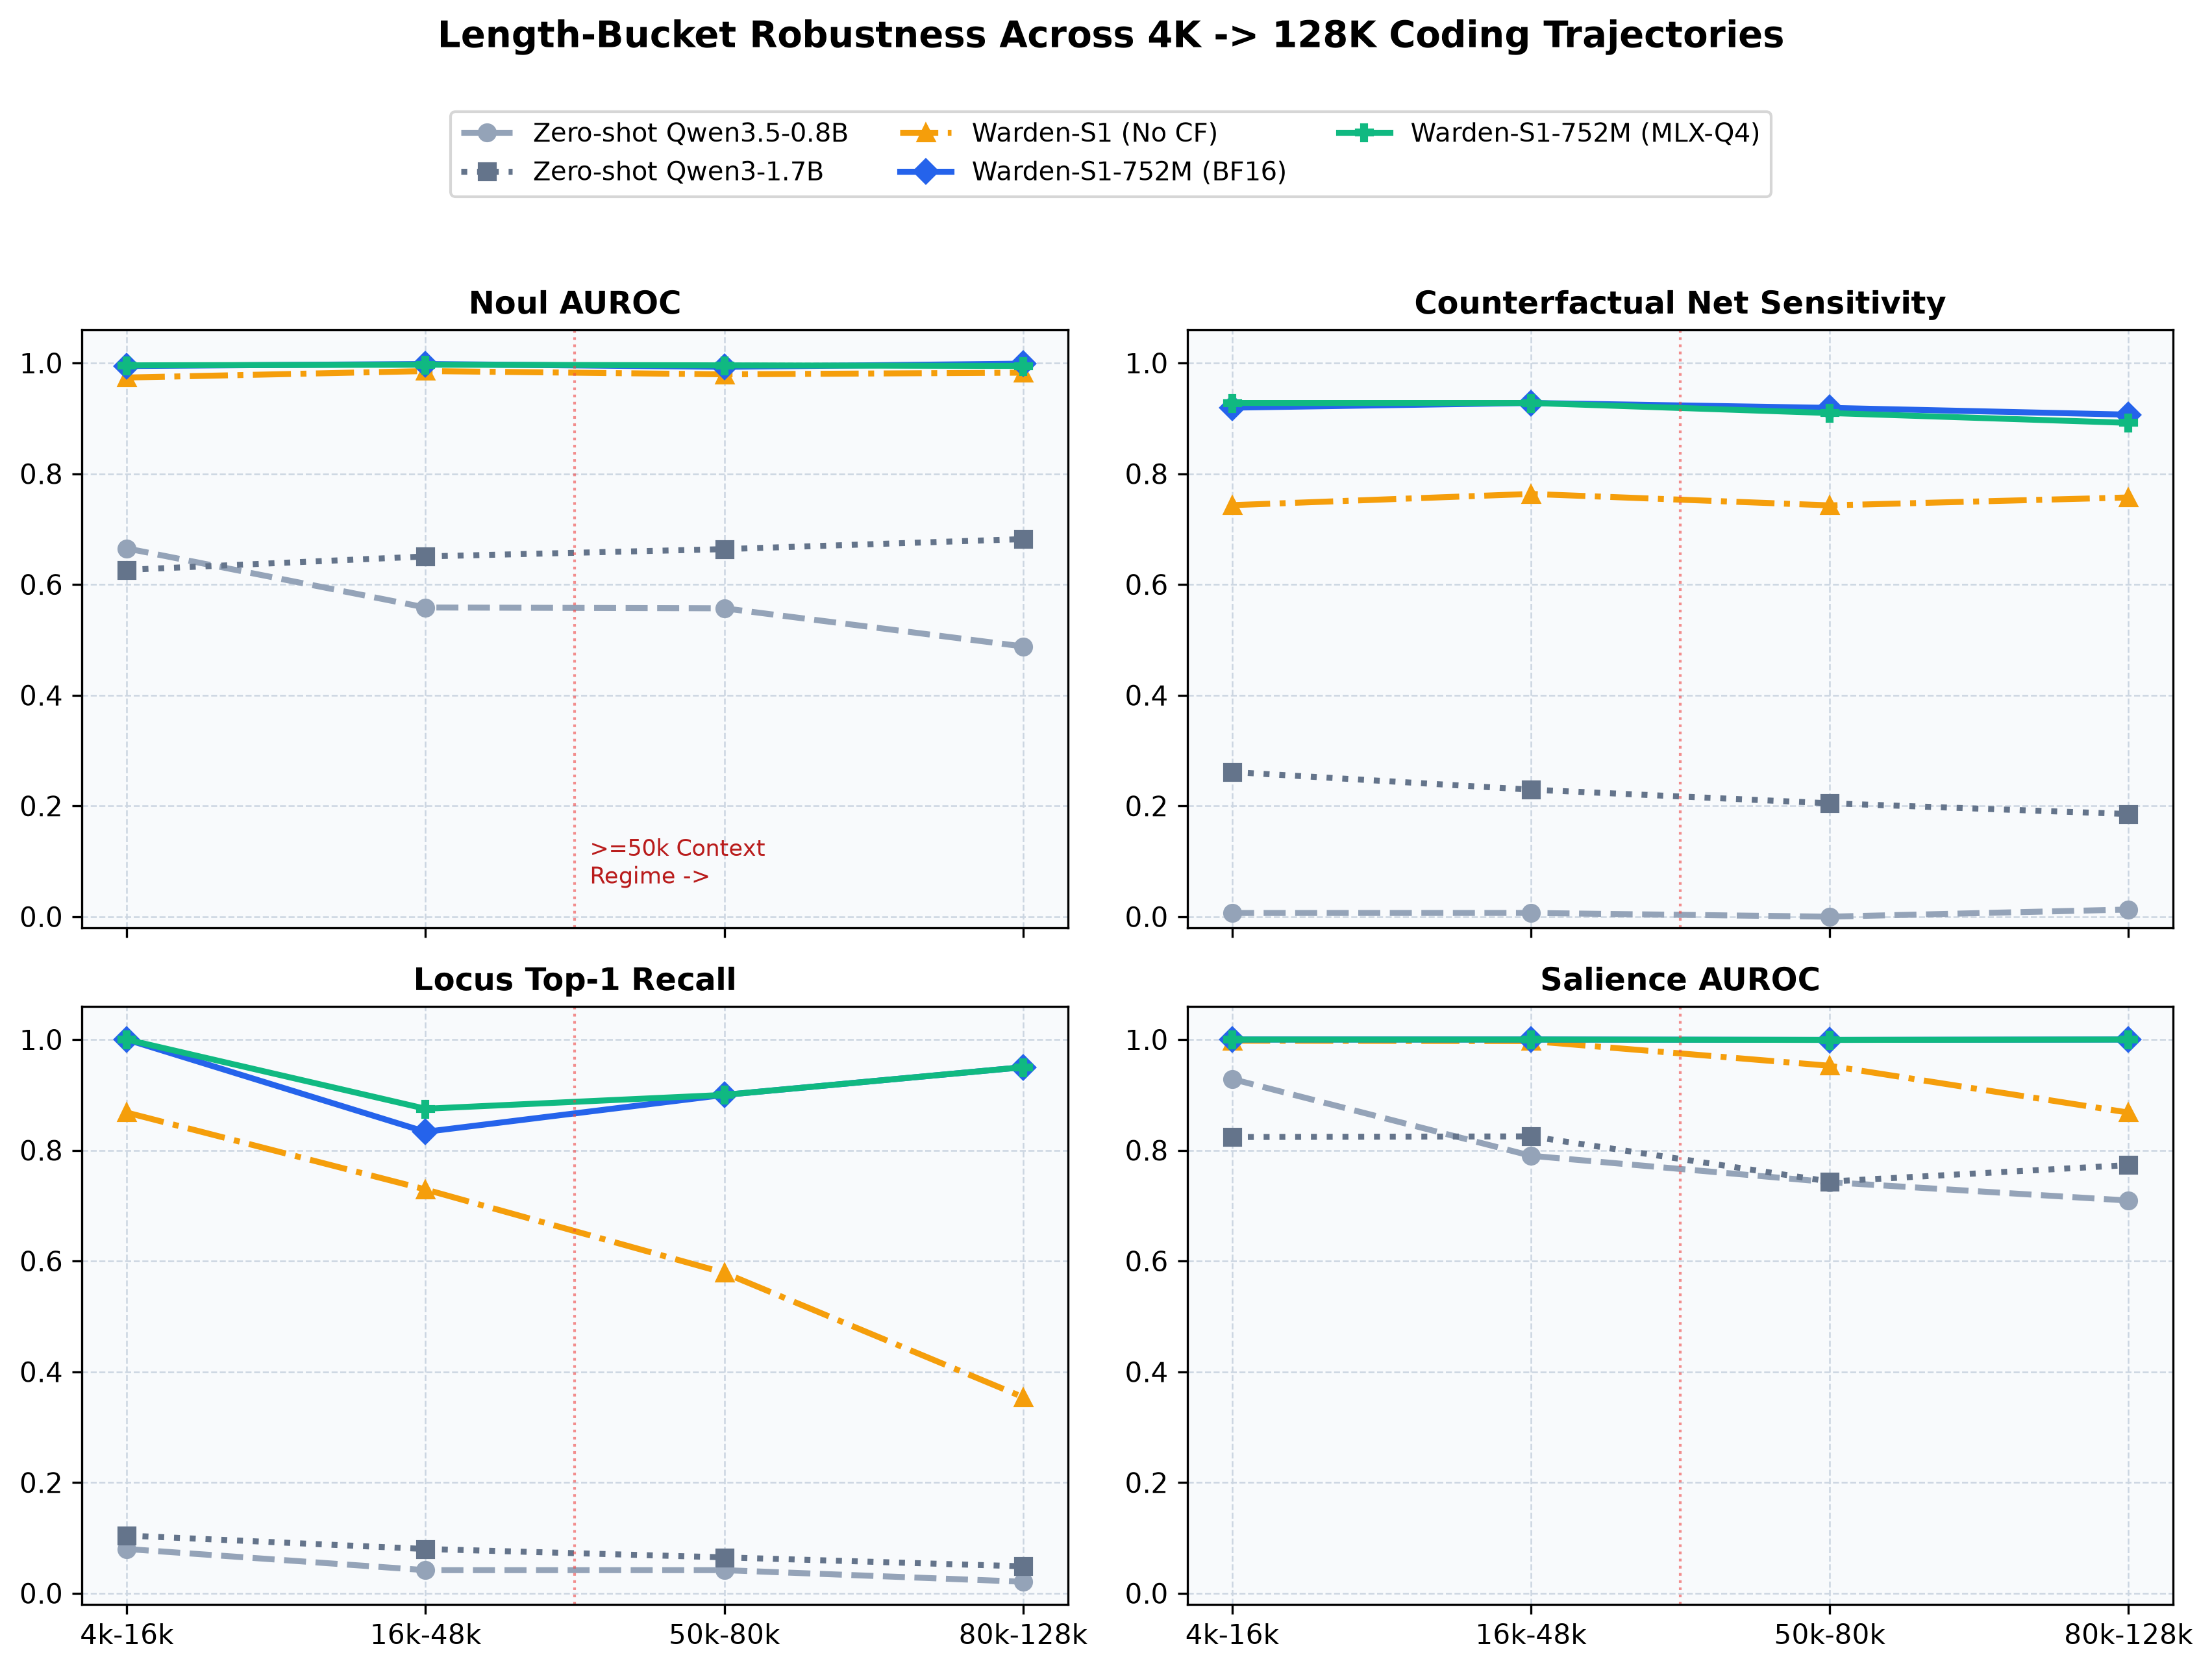 Length-Bucket Robustness Across 4K -> 128K Coding Trajectories
Zero-shot Qwen3.5-0.8B
Zero-shot Qwen3-1.7B
Warden-S1 (No CF)
Warden-S1-752M (BF16)
Warden-S1-752M (MLX-Q4)
Noul AUROC
1.0
0.8
0.6
0.4
0.2
0.0
>=50k Context
Regime ->
Counterfactual Net Sensitivity
1.0
0.8
0.6
0.4
0.2
0.0
Locus Top-1 Recall
1.0
0.8
0.6
0.4
0.2
0.0
4k-16k
16k-48k
50k-80k
80k-128k
Salience AUROC
1.0
0.8
0.6
0.4
0.2
0.0
4k-16k
16k-48k
50k-80k
80k-128k